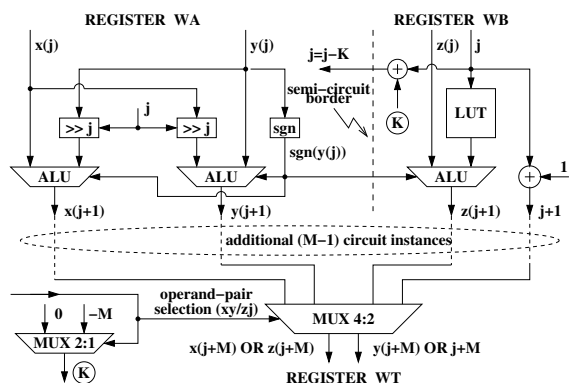 REGISTER WA REGISTER WB
x(j) y(j) z(j) j
j=j−K
semi−circuit
border
+
K
LUT
j
>> j >> j sgn
sgn(y(j))
ALU ALU ALU + 1
x(j+1) y(j+1) z(j+1) j+1
additional (M−1) circuit instances
operand−pair
selection (xy/zj)
0 −M
MUX 2:1
MUX 4:2
K
x(j+M) OR z(j+M) y(j+M) OR j+M
REGISTER WT